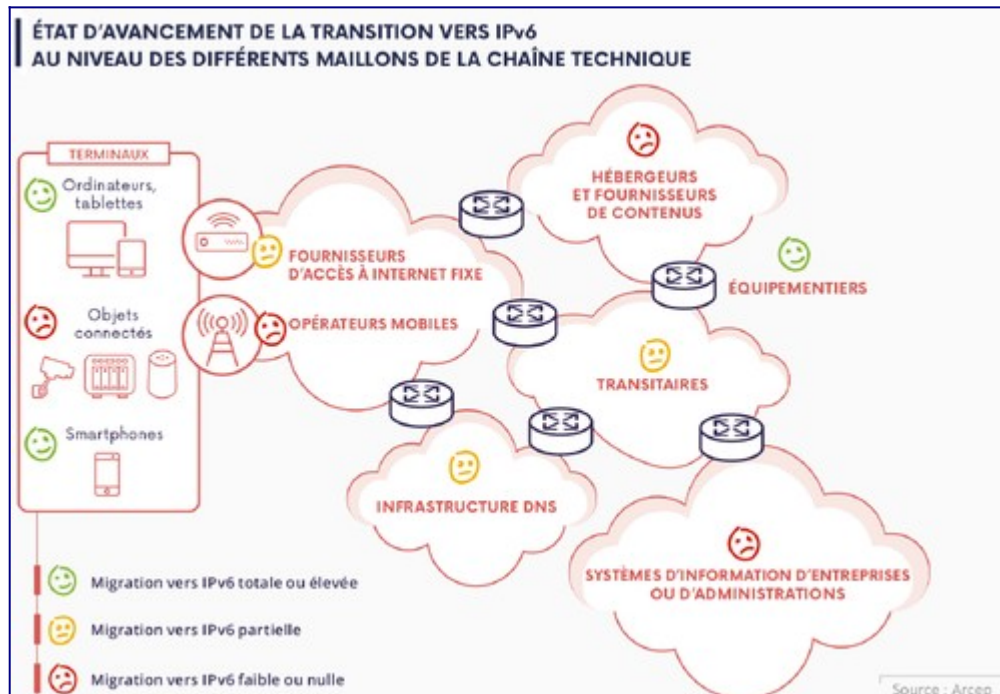 ÉTAT D'AVANCEMENT DE LA TRANSITION VERS IPv6
AU NIVEAU DES DIFFÉRENTS MAILLONS DE LA CHAÎNE TECHNIQUE
TERMINAUX
Ordinateurs,
tablettes
Objets
connectés
Smartphones
FOURNISSEURS
D'ACCÈS À INTERNET FIXE
OPÉRATEURS MOBILES
HÉBERGEURS
ET FOURNISSEURS
DE CONTENUS
ÉQUIPEMENTIERS
TRANSITAIRES
INFRASTRUCTURE DNS
SYSTÈMES D'INFORMATION D'ENTREPRISES
OU D'ADMINISTRATIONS
Migration vers IPv6 totale ou élevée
Migration vers IPv6 partielle
Migration vers IPv6 faible ou nulle
Source : Arcep